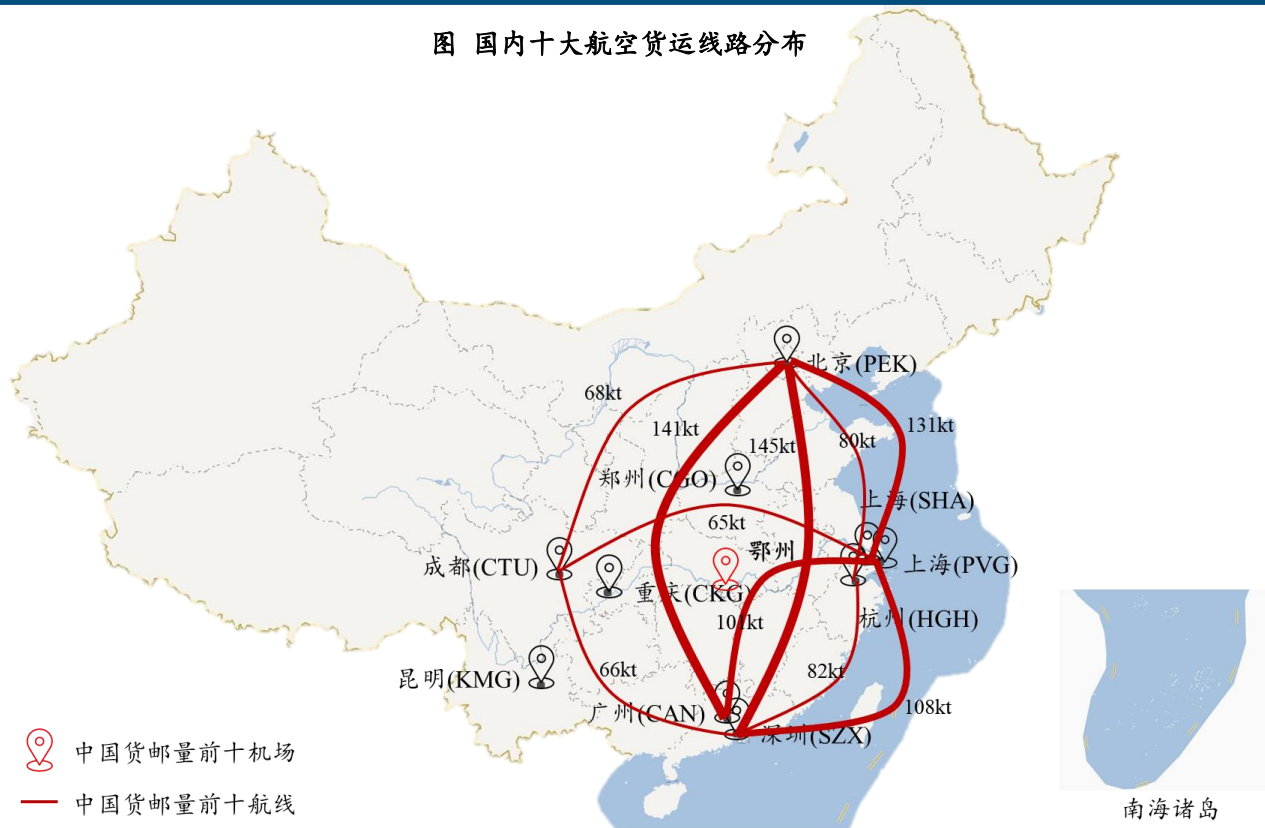 图 国内十大航空货运线路分布
北京(PEK)
68kt
131kt
141kt
80kt
145kt
郑州(CGO)
上海(SHA)
65kt
鄂州
成都(CTU)
上海(PVG)
重庆(CKG)
101kt
杭州(HGH)
昆明(KMG)
66kt
82kt
广州(CAN)
108kt
深圳(SZX)
中国货邮量前十机场
中国货邮量前十航线
南海诸岛